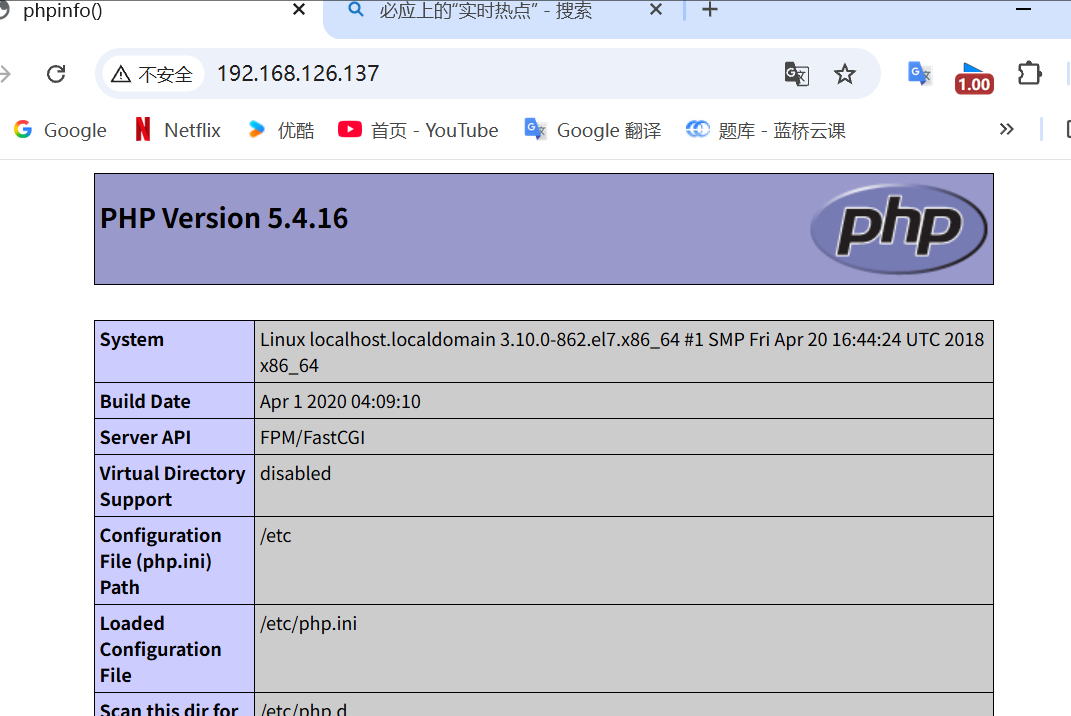 phpinfo()
必应上的“实时热点” - 搜索
不安全
192.168.126.137
1.00
Google
Netflix
优酷
首页 - YouTube
Google 翻译
题库 - 蓝桥云课
PHP Version 5.4.16
php
System
Linux localhost.localdomain 3.10.0-862.el7.x86_64 #1 SMP Fri Apr 20 16:44:24 UTC 2018
x86_64
Build Date
Apr 1 2020 04:09:10
Server API
FPM/FastCGI
Virtual Directory
Support
disabled
Configuration
File (php.ini)
Path
/etc
Loaded
Configuration
File
/etc/php.ini
Scan this dir for
/etc/php.d